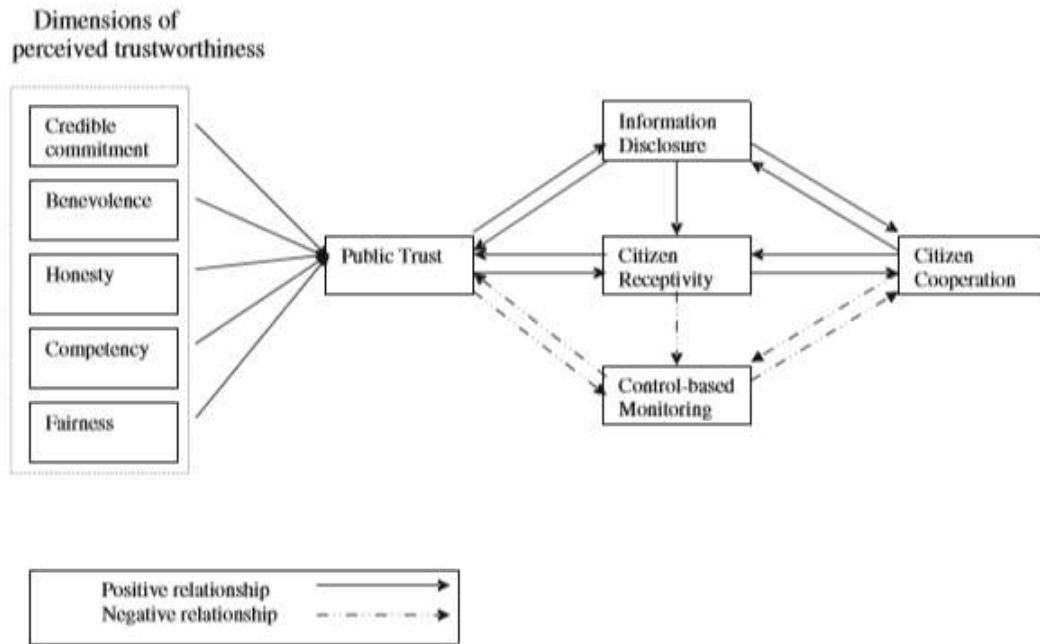 Dimensions of
perceived trustworthiness
Credible
commitment
Benevolence
Honesty
Competency
Fairness
Public Trust
Information
Disclosure
Citizen
Receptivity
Control-based
Monitoring
Citizen
Cooperation
Positive relationship
Negative relationship